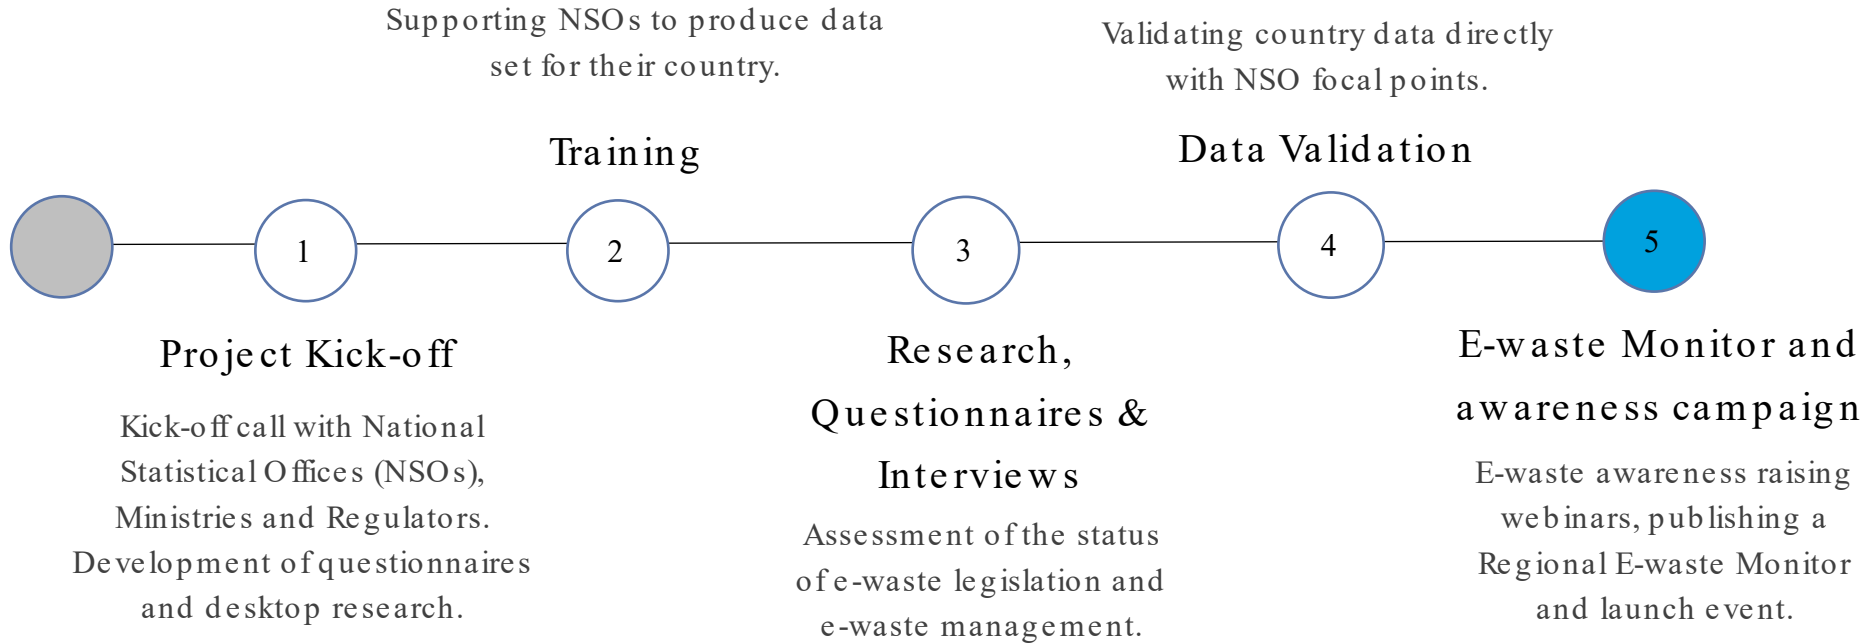 Supporting NSOs to produce data
set for their country.
Validating country data directly
with NSO focal points.
Training
Data Validation
1
2
3
4
5
Project Kick-off
Kick-off call with National
Statistical Offices (NSOs),
Ministries and Regulators.
Development of questionnaires
and desktop research.
Research,
Questionnaires &
Interviews
Assessment of the status
of e-waste legislation and
e-waste management.
E-waste Monitor and
awareness campaign
E-waste awareness raising
webinars, publishing a
Regional E-waste Monitor
and launch event.